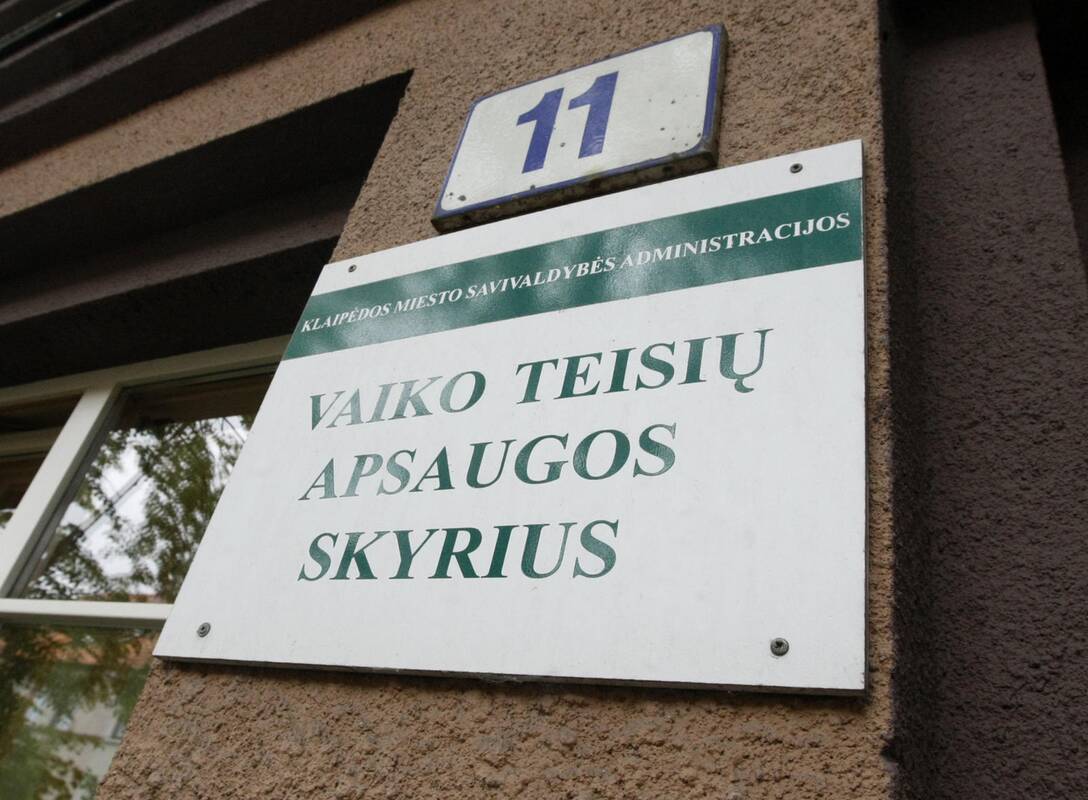 11
KLAIPĖDOS MIESTO SAVIVALDYBĖS ADMINISTRACIJOS
VAIKO TEISIŲ
APSAUGOS
SKYRIUS